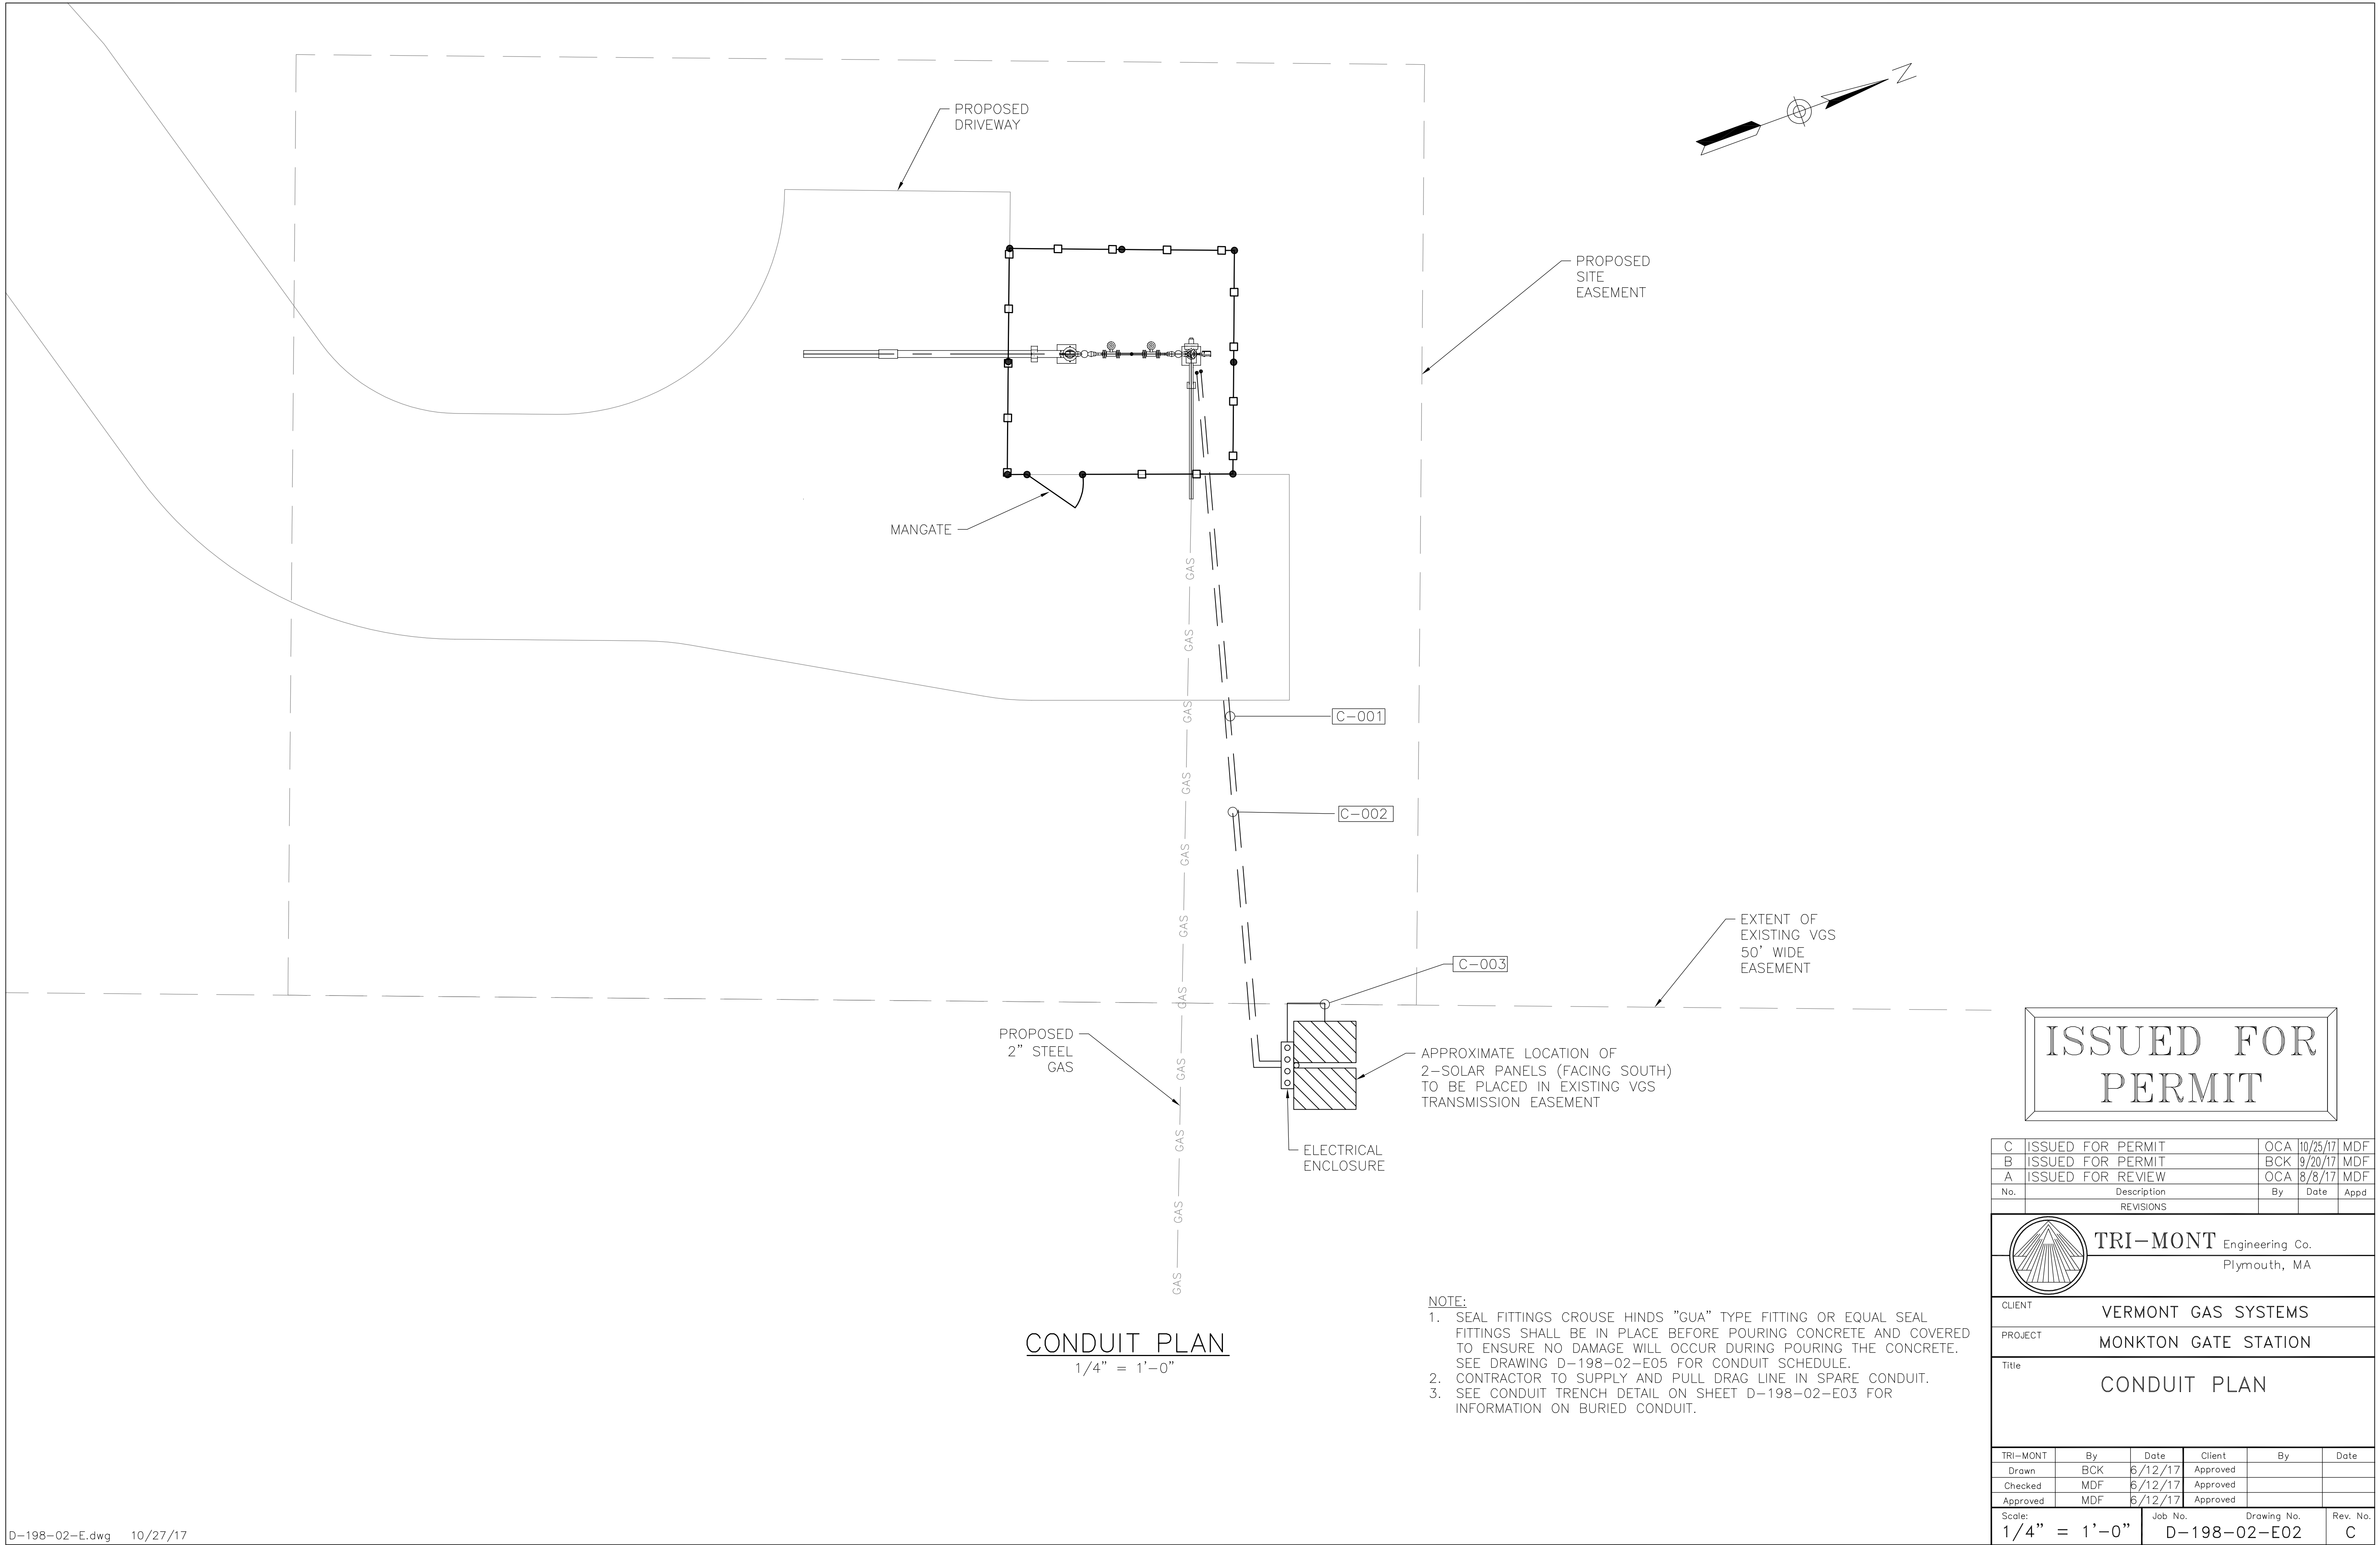 N
PROPOSED
DRIVEWAY
PROPOSED
SITE
EASEMENT
MANGATE
GAS
GAS
C-001
GAS
GAS
C-002
GAS
GAS
EXTENT OF
EXISTING VGS
50' WIDE
EASEMENT
C-003
GAS
PROPOSED
2" STEEL
GAS
GAS
APPROXIMATE LOCATION OF
2-SOLAR PANELS (FACING SOUTH)
TO BE PLACED IN EXISTING VGS
TRANSMISSION EASEMENT
GAS
ELECTRICAL
ENCLOSURE
GAS
GAS
CONDUIT PLAN
1/4" = 1'-0"
NOTE:
1. SEAL FITTINGS CROUSE HINDS "GUA" TYPE FITTING OR EQUAL SEAL
FITTINGS SHALL BE IN PLACE BEFORE POURING CONCRETE AND COVERED
TO ENSURE NO DAMAGE WILL OCCUR DURING POURING THE CONCRETE.
SEE DRAWING D-198-02-E05 FOR CONDUIT SCHEDULE.
2. CONTRACTOR TO SUPPLY AND PULL DRAG LINE IN SPARE CONDUIT.
3. SEE CONDUIT TRENCH DETAIL ON SHEET D-198-02-E03 FOR
INFORMATION ON BURIED CONDUIT.
ISSUED FOR
PERMIT
C ISSUED FOR PERMIT OCA 10/25/17 MDF
B ISSUED FOR PERMIT BCK 9/20/17 MDF
A ISSUED FOR REVIEW OCA 8/8/17 MDF
No. Description By Date Appd
REVISIONS
TRI-MONT Engineering Co.
Plymouth, MA
CLIENT VERMONT GAS SYSTEMS
PROJECT MONKTON GATE STATION
Title
CONDUIT PLAN
TRI-MONT By Date Client By Date
Drawn BCK 6/12/17 Approved
Checked MDF 6/12/17 Approved
Approved MDF 6/12/17 Approved
Scale: Job No. Drawing No. Rev. No.
1/4" = 1'-0" D-198-02-E02 C
D-198-02-E.dwg 10/27/17